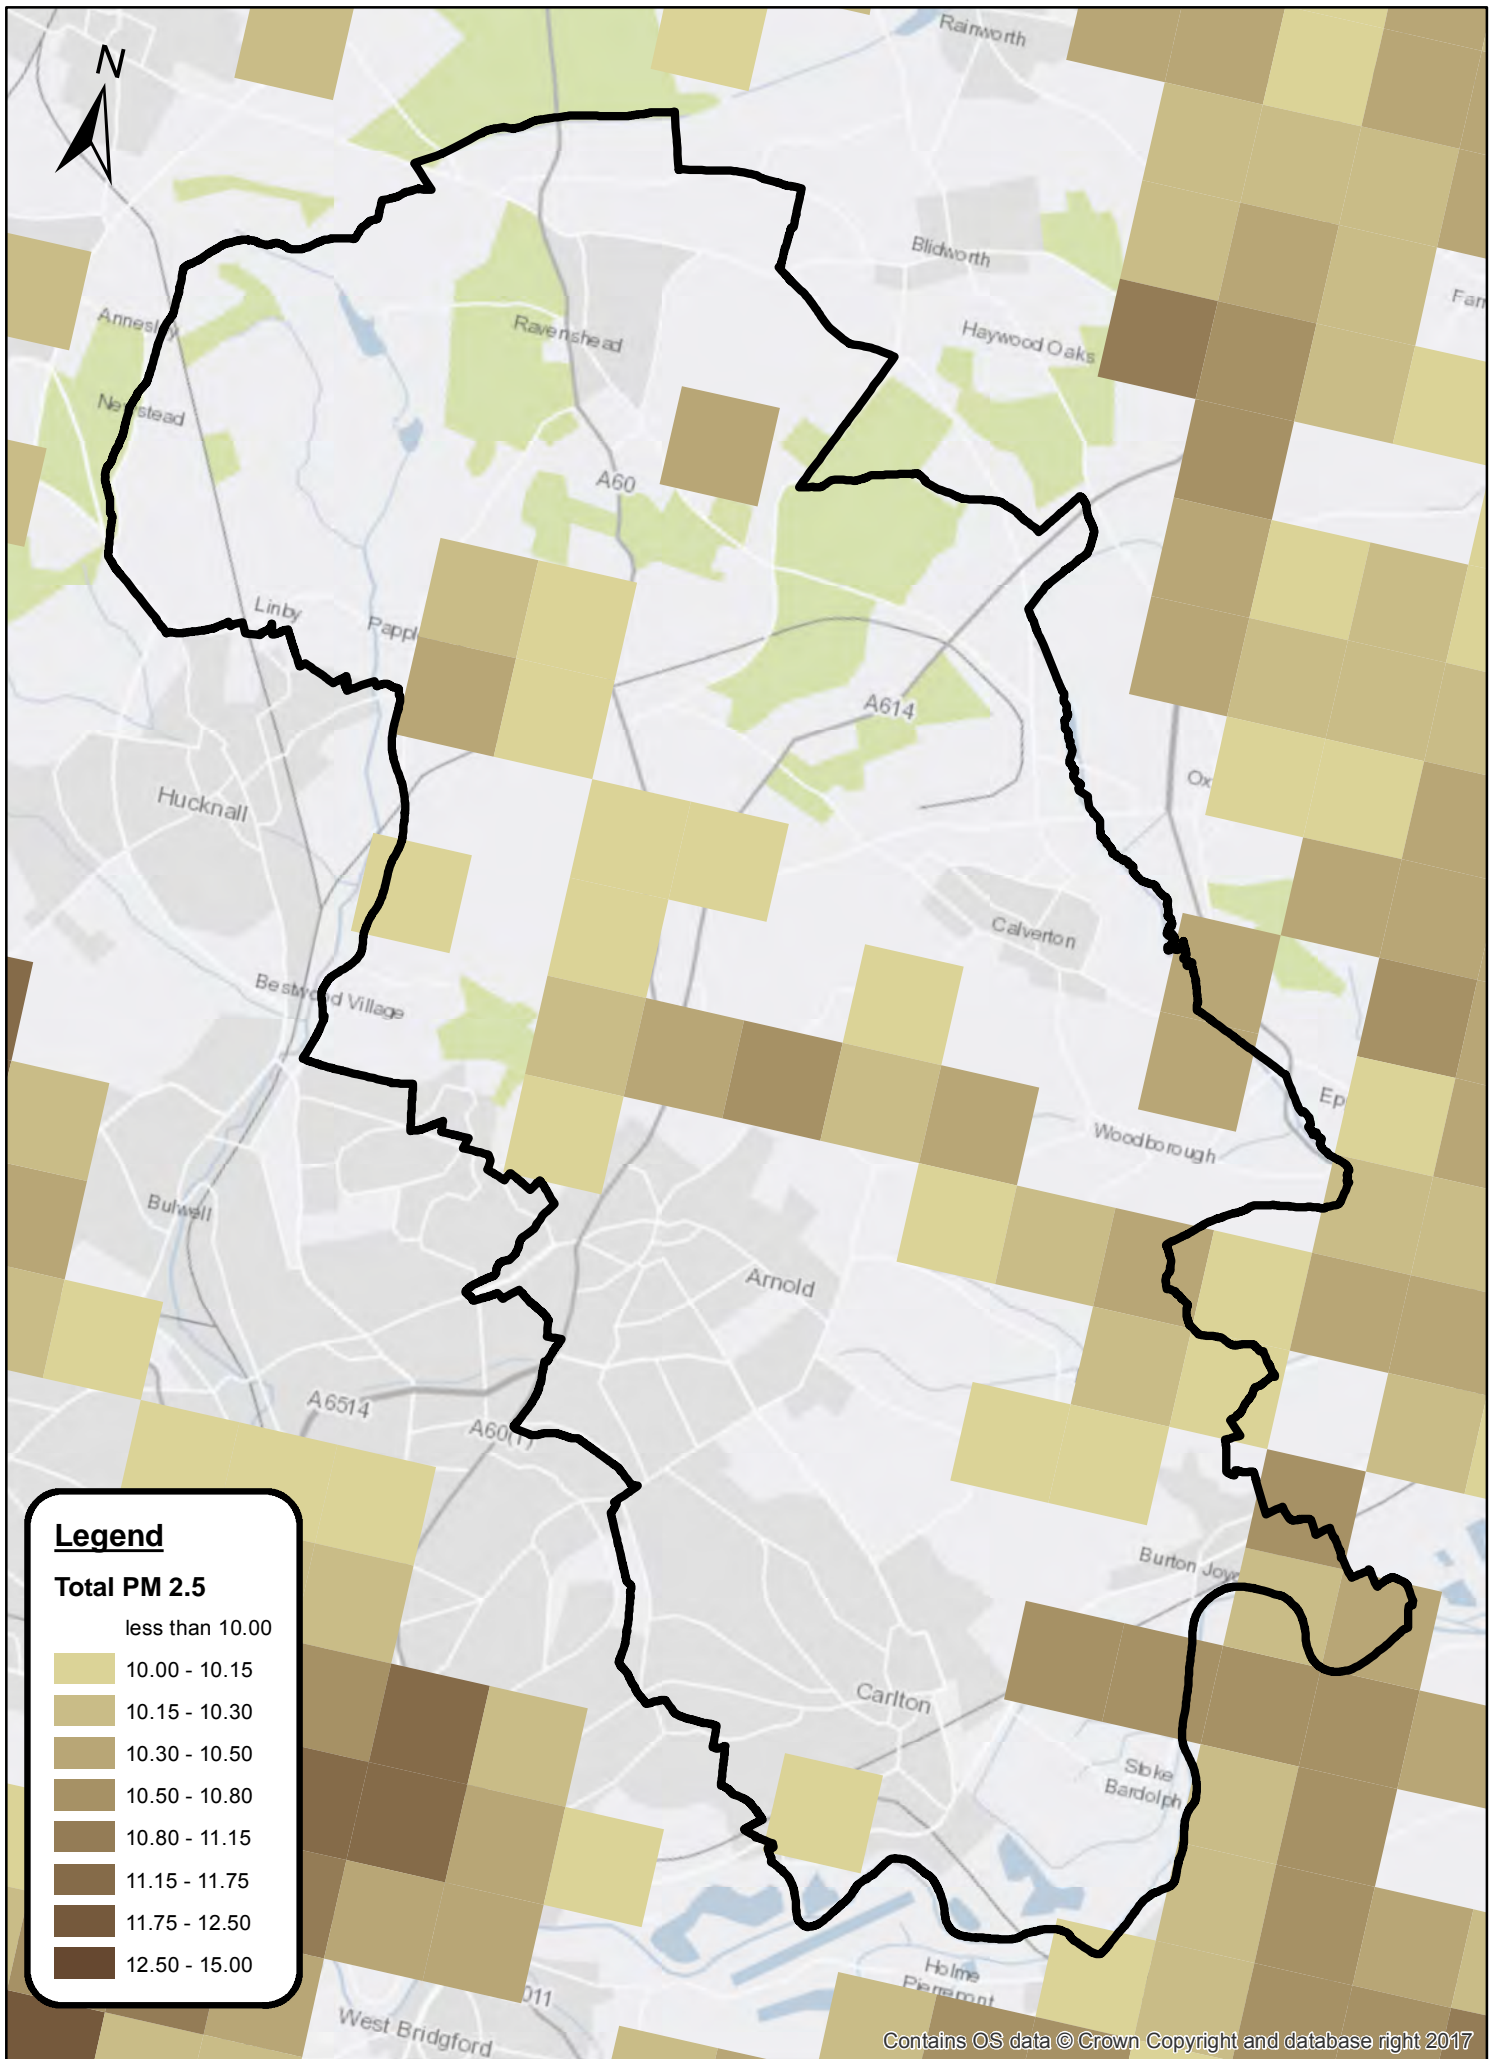 N
Rainworth
Blidworth
Annesley
Ravenshead
Haywood Oaks
Newstead
A60
Linby
Pappl
A614
Hucknall
Ox
Calverton
Bestwood Village
Ep
Woodborough
Bulwell
Arnold
A6514
A60(T)
Burton Joyce
Carlton
Stoke
Bardolph
Holme
Pierrepont
West Bridgford
Legend
Total PM 2.5
less than 10.00
10.00 - 10.15
10.15 - 10.30
10.30 - 10.50
10.50 - 10.80
10.80 - 11.15
11.15 - 11.75
11.75 - 12.50
12.50 - 15.00
Contains OS data © Crown Copyright and database right 2017